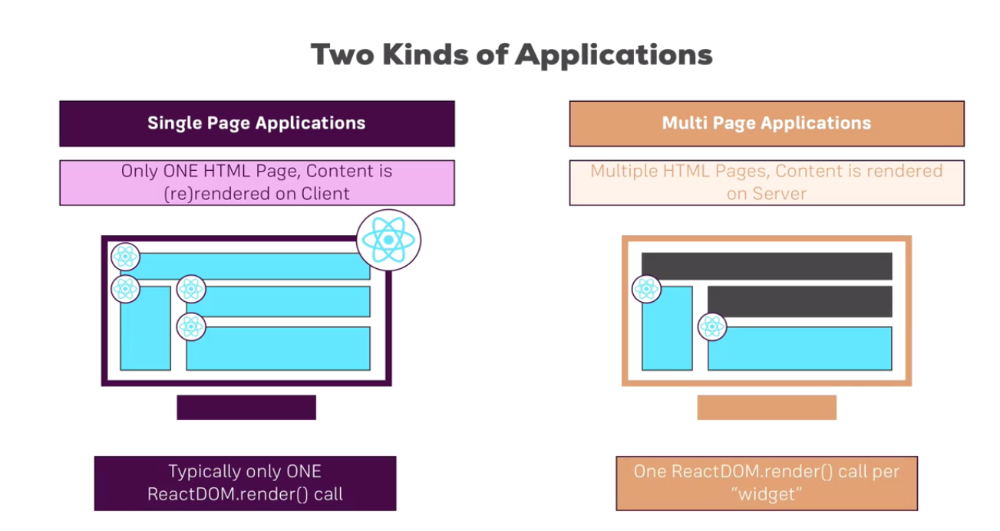 Two Kinds of Applications
Single Page Applications
Only ONE HTML Page, Content is
(re)rendered on Client
Typically only ONE
ReactDOM.render() call
Multi Page Applications
Multiple HTML Pages, Content is rendered
on Server
One ReactDOM.render() call per
“widget”